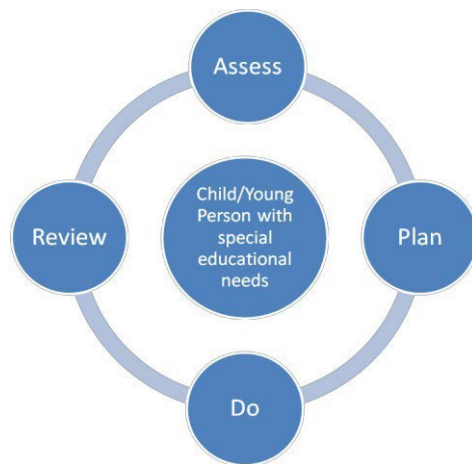 Assess
Child/Young
Person with
special
educational
needs
Review
Plan
Do